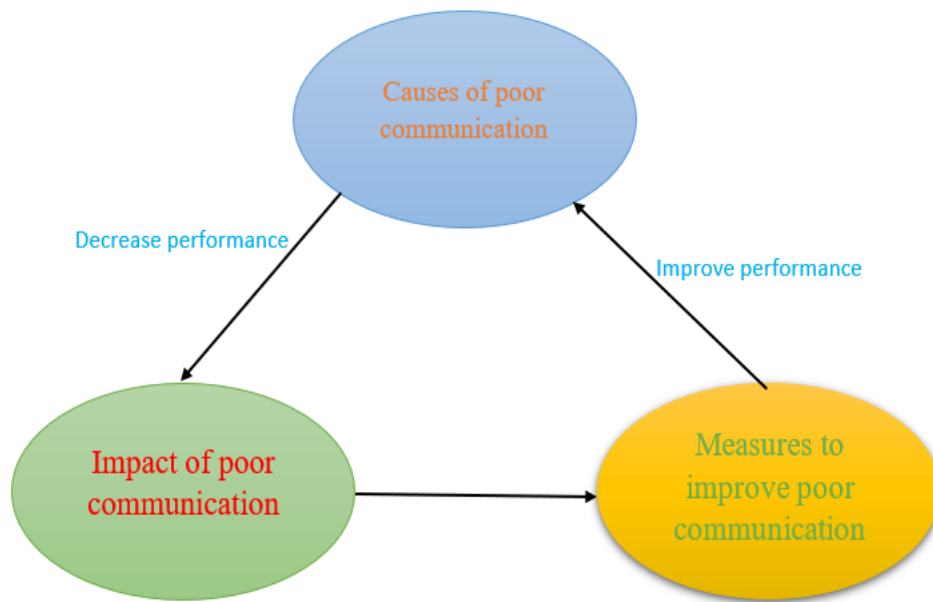 Causes of poor
communication
Decrease performance
Improve performance
Impact of poor
communication
Measures to
improve poor
communication